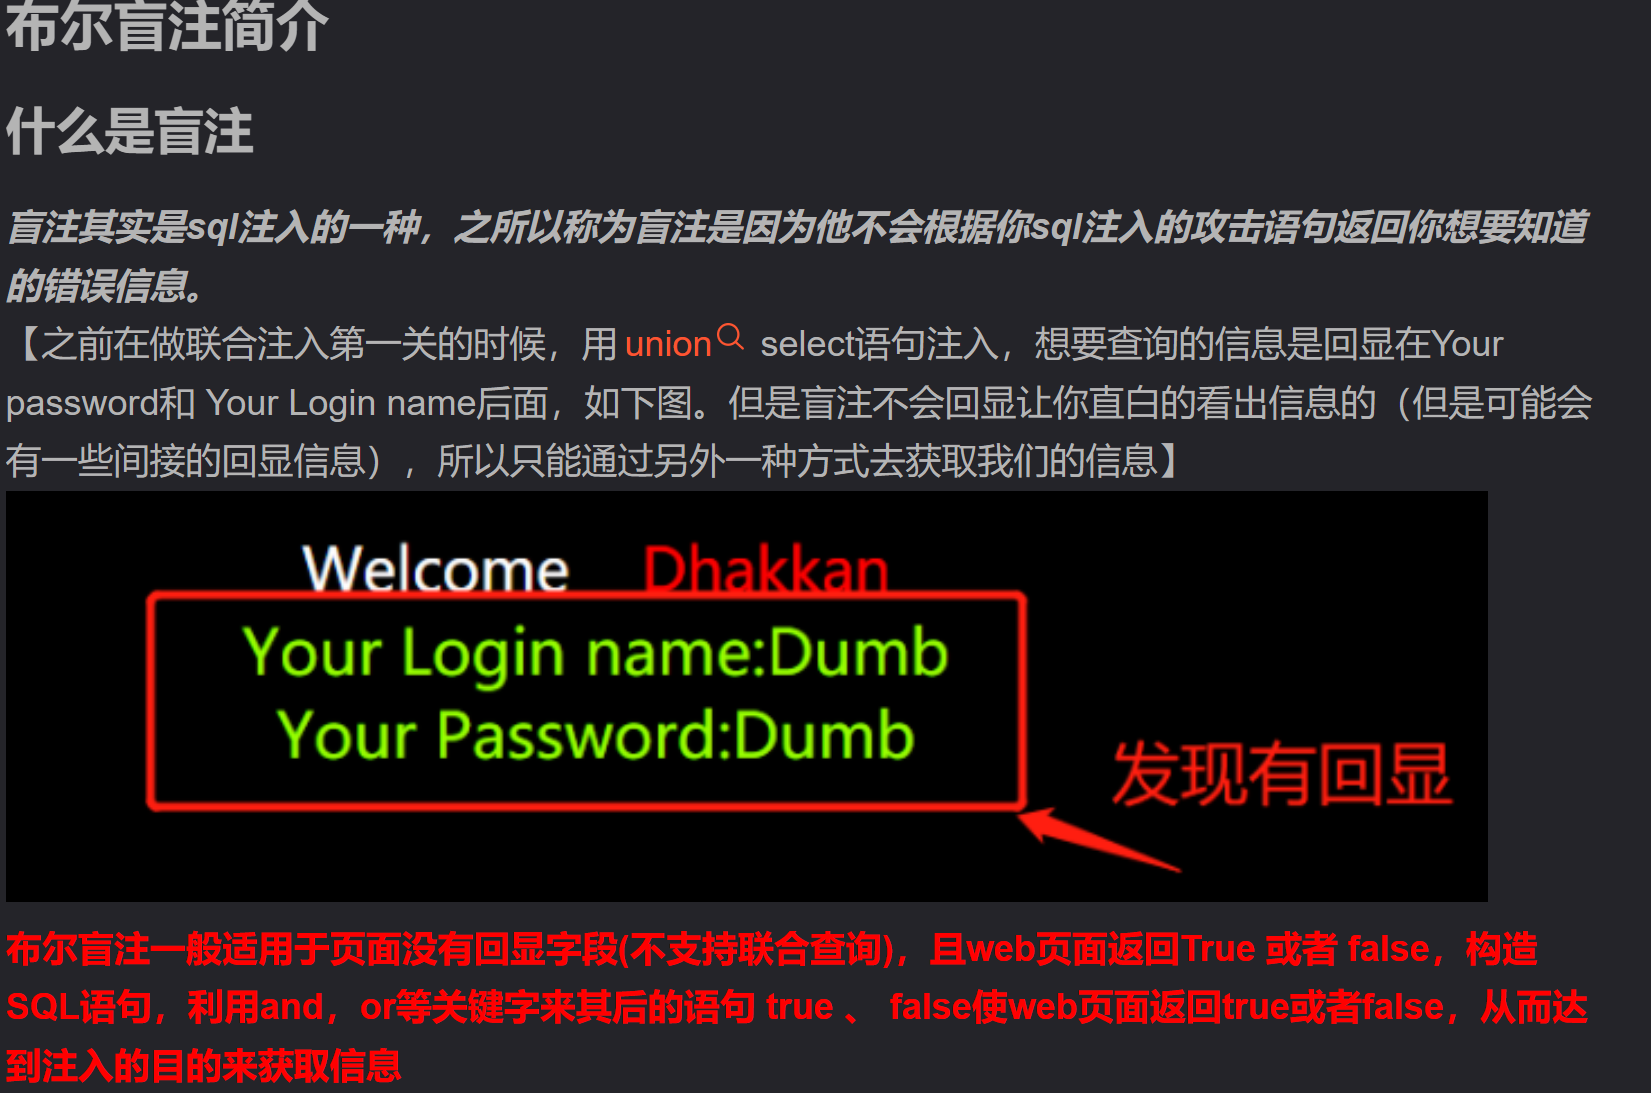 布尔盲注简介
什么是盲注
盲注其实是sql注入的一种，之所以称为盲注是因为他不会根据你sql注入的攻击语句返回你想要知道
的错误信息。
【之前在做联合注入第一关的时候，用union select语句注入，想要查询的信息是回显在Your
password和 Your Login name后面，如下图。但是盲注不会回显让你直白的看出信息的（但是可能会
有一些间接的回显信息），所以只能通过另外一种方式去获取我们的信息】
Welcome Dhakkan
Your Login name:Dumb
Your Password:Dumb
发现有回显
布尔盲注一般适用于页面没有回显字段(不支持联合查询)，且web页面返回True 或者 false，构造
SQL语句，利用and，or等关键字来其后的语句 true 、 false使web页面返回true或者false，从而达
到注入的目的来获取信息